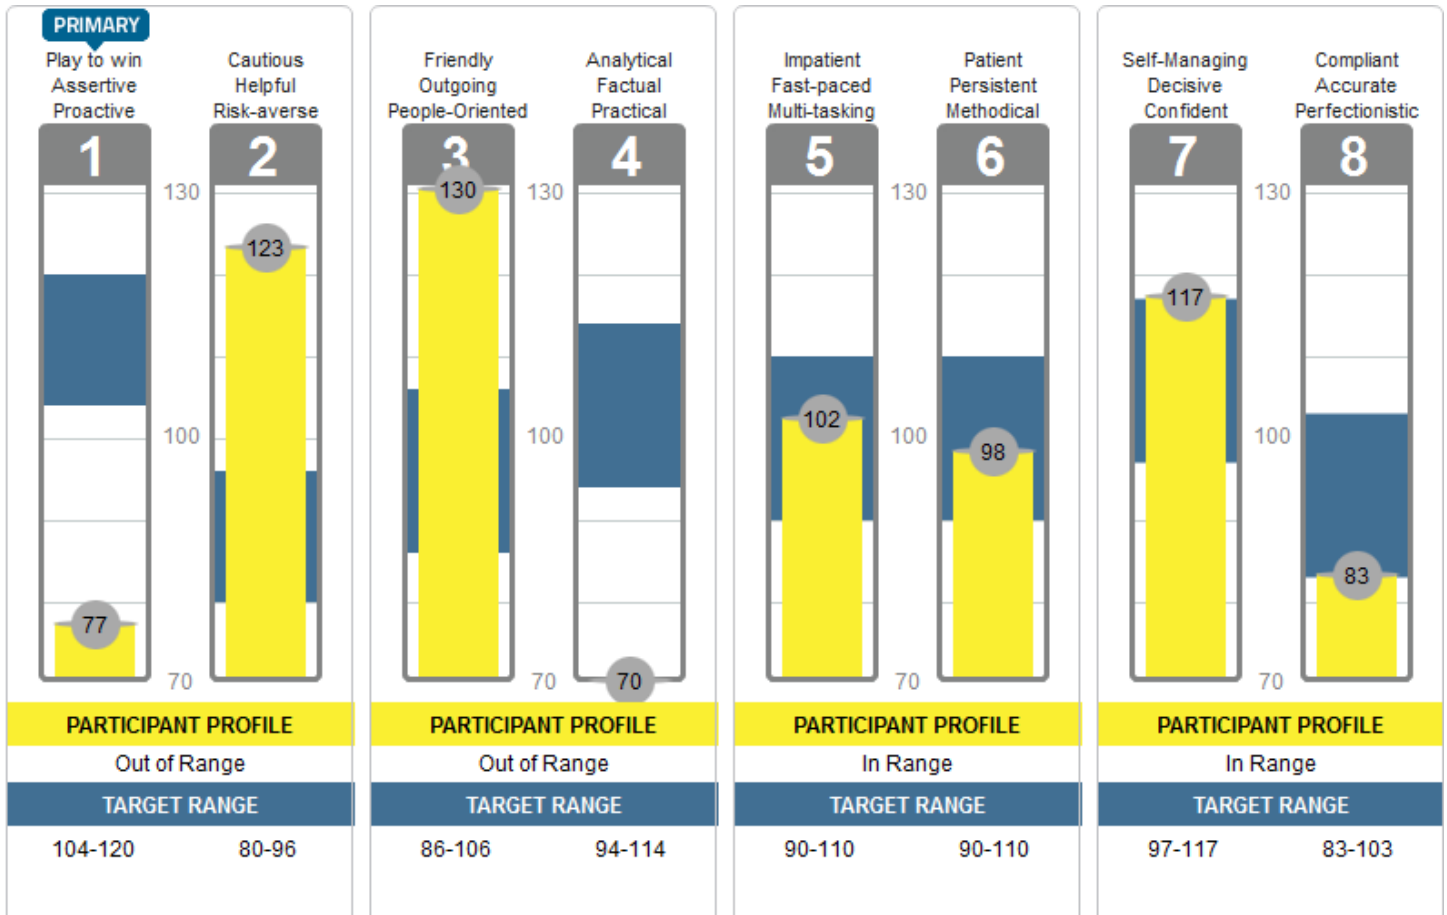 PRIMARY
Play to win
Assertive
Proactive
1
Cautious
Helpful
Risk-averse
2
130
100
70
77
123
PARTICIPANT PROFILE
Out of Range
TARGET RANGE
104-120 80-96
Friendly
Outgoing
People-Oriented
3
Analytical
Factual
Practical
4
130
100
70
130
70
PARTICIPANT PROFILE
Out of Range
TARGET RANGE
86-106 94-114
Impatient
Fast-paced
Multi-tasking
5
Patient
Persistent
Methodical
6
130
100
70
102
98
PARTICIPANT PROFILE
In Range
TARGET RANGE
90-110 90-110
Self-Managing
Decisive
Confident
7
Compliant
Accurate
Perfectionistic
8
130
100
70
117
83
PARTICIPANT PROFILE
In Range
TARGET RANGE
97-117 83-103